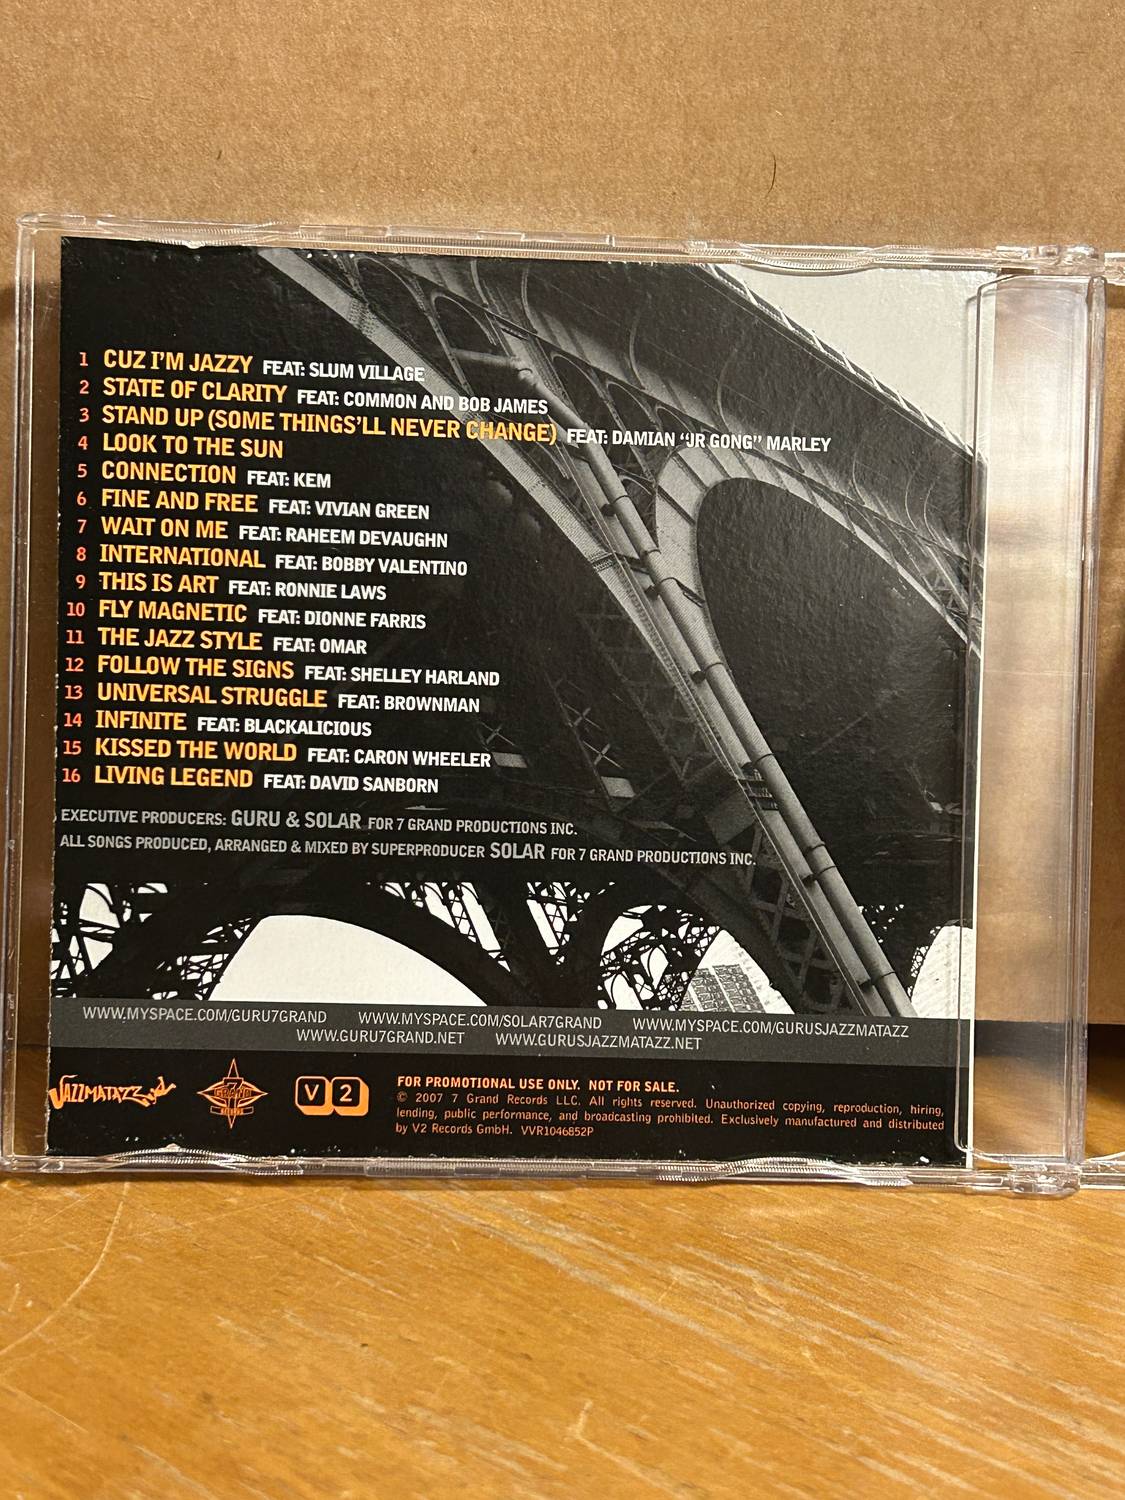 1 CUZ I'M JAZZY FEAT: SLUM VILLAGE
2 STATE OF CLARITY FEAT: COMMON AND BOB JAMES
3 STAND UP (SOME THINGS'LL NEVER CHANGE) FEAT: DAMIAN “JR GONG” MARLEY
4 LOOK TO THE SUN
5 CONNECTION FEAT: KEM
6 FINE AND FREE FEAT: VIVIAN GREEN
7 WAIT ON ME FEAT: RAHEEM DEVAUGHN
8 INTERNATIONAL FEAT: BOBBY VALENTINO
9 THIS IS ART FEAT: RONNIE LAWS
10 FLY MAGNETIC FEAT: DIONNE FARRIS
11 THE JAZZ STYLE FEAT: OMAR
12 FOLLOW THE SIGNS FEAT: SHELLEY HARLAND
13 UNIVERSAL STRUGGLE FEAT: BROWNMAN
14 INFINITE FEAT: BLACKALICIOUS
15 KISSED THE WORLD FEAT: CARON WHEELER
16 LIVING LEGEND FEAT: DAVID SANBORN
EXECUTIVE PRODUCERS: GURU & SOLAR FOR 7 GRAND PRODUCTIONS INC.
ALL SONGS PRODUCED, ARRANGED & MIXED BY SUPERPRODUCER SOLAR FOR 7 GRAND PRODUCTIONS INC.
WWW.MYSPACE.COM/GURU7GRAND WWW.MYSPACE.COM/SOLAR7GRAND WWW.MYSPACE.COM/GURUSJAZZMATAZZ
WWW.GURU7GRAND.NET WWW.GURUSJAZZMATAZZ.NET
JAZZMATAZZ
7 GRAND RECORDS
V2
FOR PROMOTIONAL USE ONLY. NOT FOR SALE.
© 2007 7 Grand Records LLC. All rights reserved. Unauthorized copying, reproduction, hiring,
lending, public performance, and broadcasting prohibited. Exclusively manufactured and distributed
by V2 Records GmbH. VVR1046852P